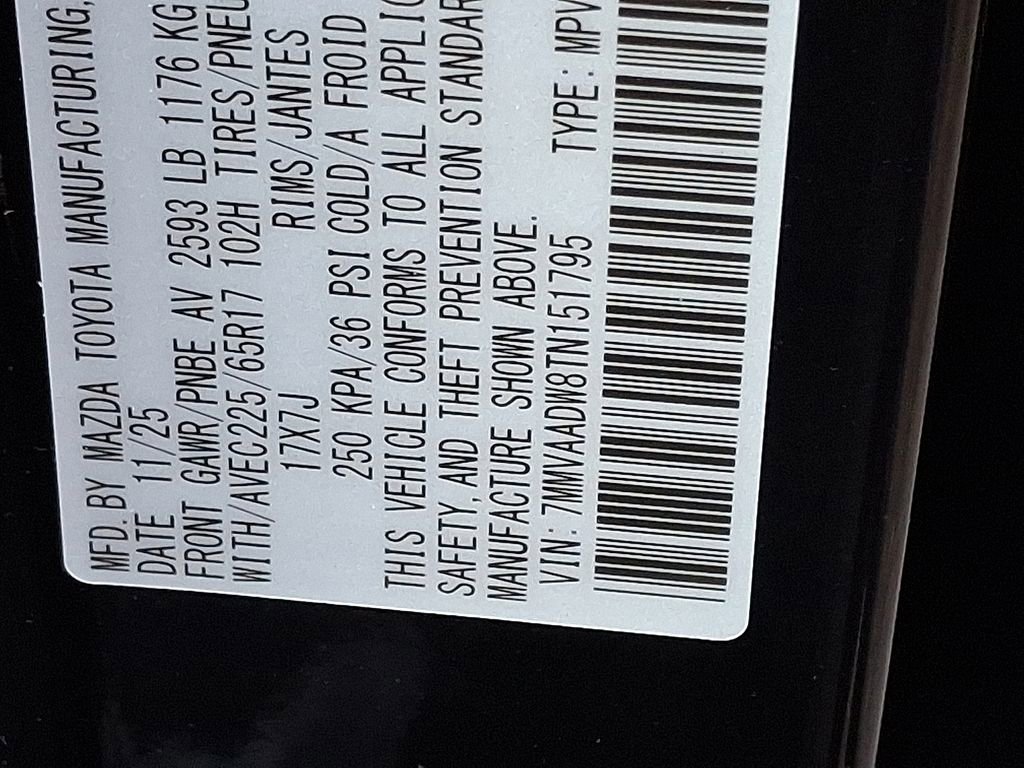 MFD. BY MAZDA TOYOTA MANUFACTURING,
DATE 11/25
FRONT GAWR/PNBE AV 2593 LB 1176 KG
WITH/AVEC225/65R17 102H TIRES/PNEU
17X7J RIMS/JANTES
250 KPA/36 PSI COLD/A FROID
THIS VEHICLE CONFORMS TO ALL APPLIC
SAFETY, AND THEFT PREVENTION STANDAR
MANUFACTURE SHOWN ABOVE.
VIN: 7MMVAADW8TN151795 TYPE: MPV